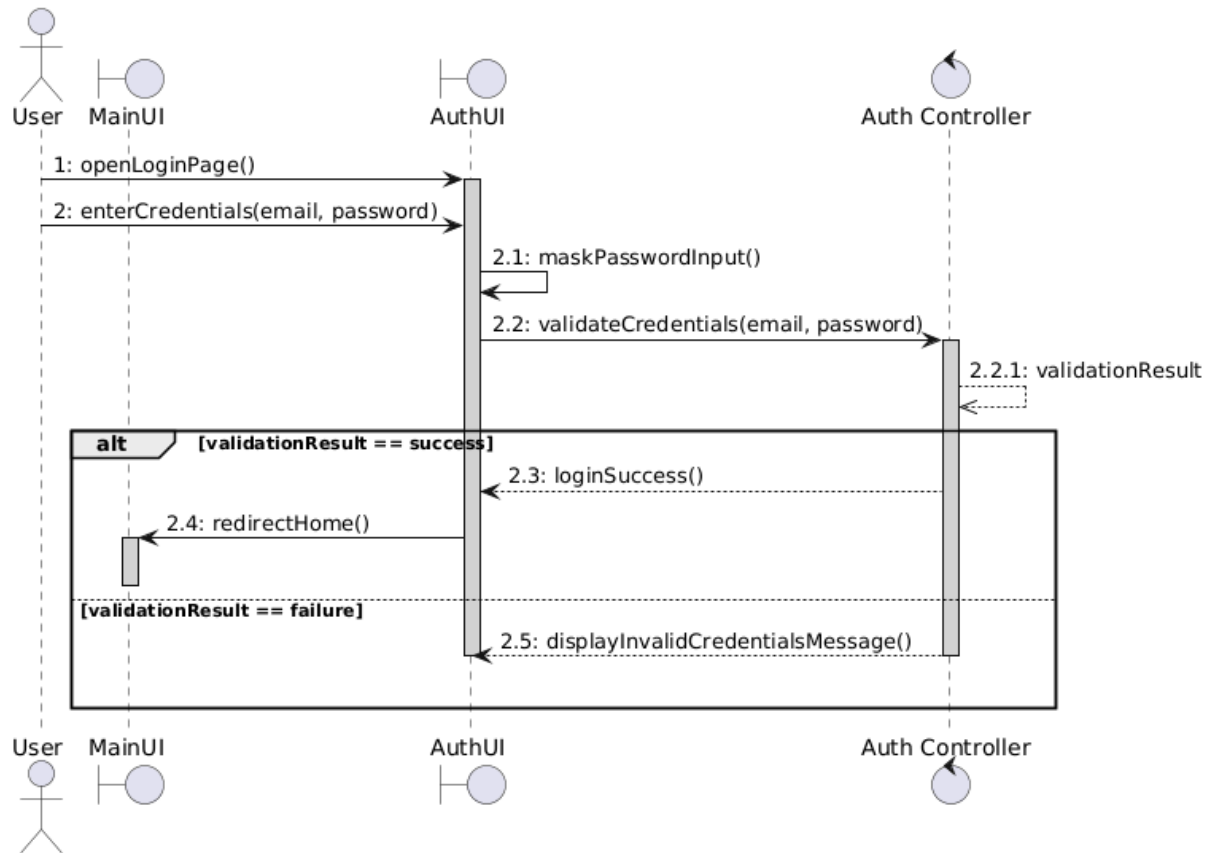 User MainUI AuthUI Auth Controller
1: openLoginPage()
2: enterCredentials(email, password)
2.1: maskPasswordInput()
2.2: validateCredentials(email, password)
2.2.1: validationResult
alt [validationResult == success]
2.3: loginSuccess()
2.4: redirectHome()
[validationResult == failure]
2.5: displayInvalidCredentialsMessage()
User MainUI AuthUI Auth Controller